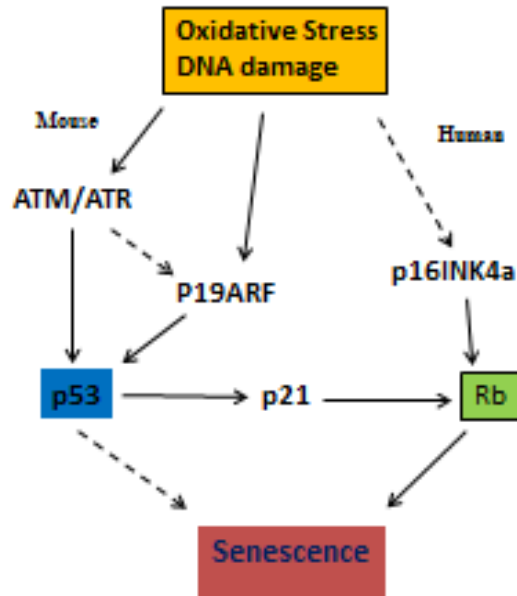 Oxidative Stress
DNA damage
Mouse
Human
ATM/ATR
P19ARF
p16INK4a
p53
p21
Rb
Senescence